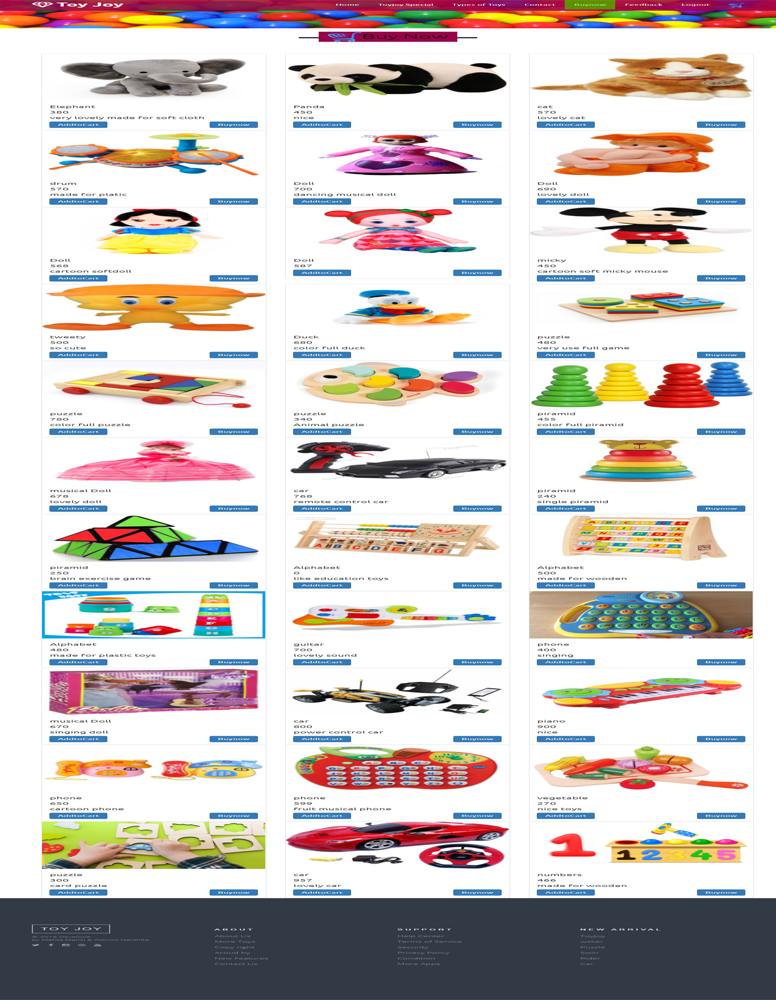 Toy Joy
Home Toyjoy Special Types of Toys Contact Buynow Feedback Logout
Buy Now
Elephant
380
very lovely made for soft cloth
AddtoCart Buynow
Panda
450
nice
AddtoCart Buynow
cat
570
lovely cat
AddtoCart Buynow
drum
570
made for platic
AddtoCart Buynow
Doll
700
dancing musical doll
AddtoCart Buynow
Doll
690
lovely doll
AddtoCart Buynow
Doll
568
cartoon softdoll
AddtoCart Buynow
Doll
587
AddtoCart Buynow
micky
450
cartoon soft micky mouse
AddtoCart Buynow
tweety
500
so cute
AddtoCart Buynow
Duck
680
color full duck
AddtoCart Buynow
puzzle
480
very use full game
AddtoCart Buynow
puzzle
780
color full puzzle
AddtoCart Buynow
puzzle
340
Animal puzzle
AddtoCart Buynow
piramid
455
color full piramid
AddtoCart Buynow
musical Doll
678
lovely doll
AddtoCart Buynow
car
768
remote control car
AddtoCart Buynow
piramid
240
single piramid
AddtoCart Buynow
piramid
250
brain exercise game
AddtoCart Buynow
A B C D E F G
Alphabet
0
like education toys
AddtoCart Buynow
Alphabet
500
made for wooden
AddtoCart Buynow
Alphabet
480
made for plastic toys
AddtoCart Buynow
guitar
700
lovely sound
AddtoCart Buynow
phone
400
singing
AddtoCart Buynow
Barbie
musical Doll
670
singing doll
AddtoCart Buynow
car
800
power control car
AddtoCart Buynow
piano
900
nice
AddtoCart Buynow
phone
650
cartoon phone
AddtoCart Buynow
phone
599
fruit musical phone
AddtoCart Buynow
vegetable
270
nice toys
AddtoCart Buynow
puzzle
300
card puzzle
AddtoCart Buynow
car
957
lovely car
AddtoCart Buynow
1 1 2 3 4 5
numbers
466
made for wooden
AddtoCart Buynow
TOY JOY
© 2018 Develope.
by Mehta Mansi & Rathod Harshita
ABOUT
About Us
More Toys
Copy right
Aroud by
New Features
Contact Us
SUPPORT
Help Center
Terms of Service
Security
Privacy Policy
Condition
More Apps
NEW ARRIVAL
ToyJoy
waker
Puzzle
Swin
Rider
Car